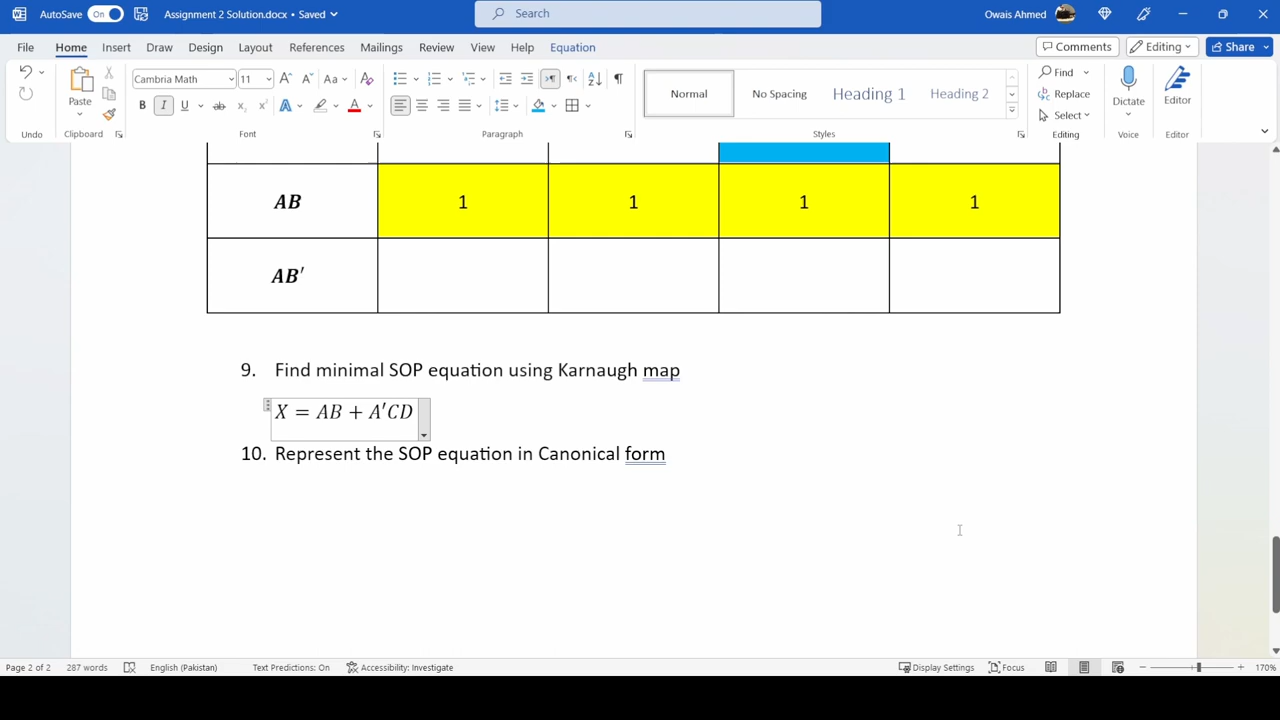 AutoSave On Assignment 2 Solution.docx • Saved Search Owais Ahmed
File Home Insert Draw Design Layout References Mailings Review View Help Equation Comments Editing Share
Paste Cambria Math 11 A A Aa A Normal No Spacing Heading 1 Heading 2 Find Replace Select Dictate Editor
B I U ab x₂ x² A A
Undo Clipboard Font Paragraph Styles Editing Voice Editor
AB 1 1 1 1
AB′
9. Find minimal SOP equation using Karnaugh map
X = AB + A′CD
10. Represent the SOP equation in Canonical form
Page 2 of 2 287 words English (Pakistan) Text Predictions: On Accessibility: Investigate Display Settings Focus 170%